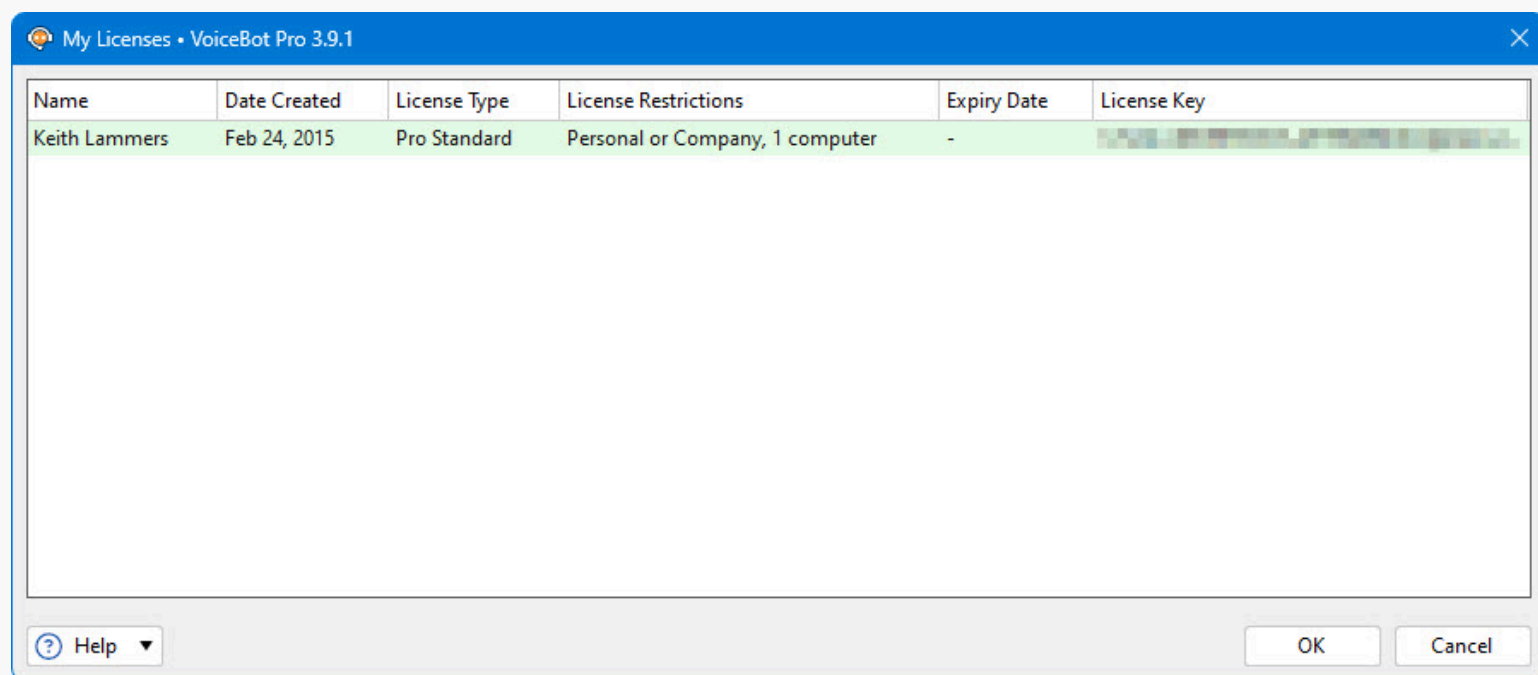 My Licenses • VoiceBot Pro 3.9.1
Name Date Created License Type License Restrictions Expiry Date License Key
Keith Lammers Feb 24, 2015 Pro Standard Personal or Company, 1 computer -
? Help ▼ OK Cancel